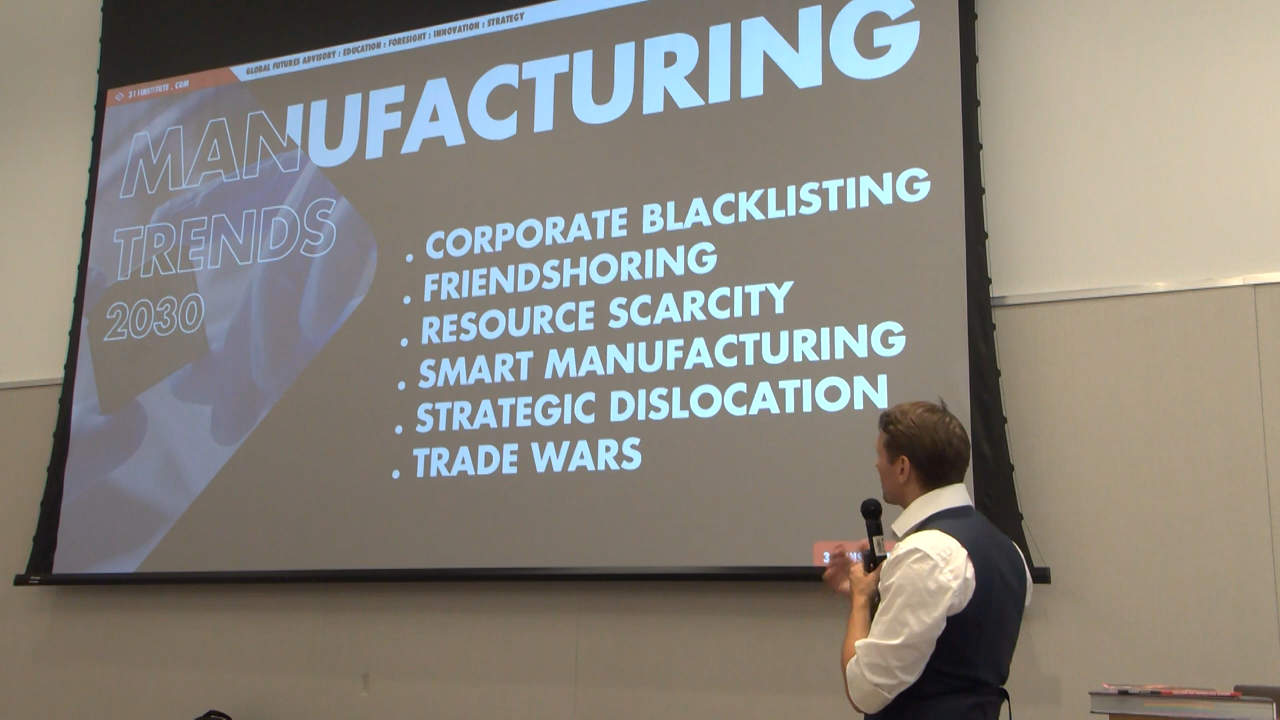 311INSTITUTE . COM
GLOBAL FUTURES ADVISORY : EDUCATION : FORESIGHT : INNOVATION : STRATEGY
MANUFACTURING
TRENDS
2030
. CORPORATE BLACKLISTING
. FRIENDSHORING
. RESOURCE SCARCITY
. SMART MANUFACTURING
. STRATEGIC DISLOCATION
. TRADE WARS